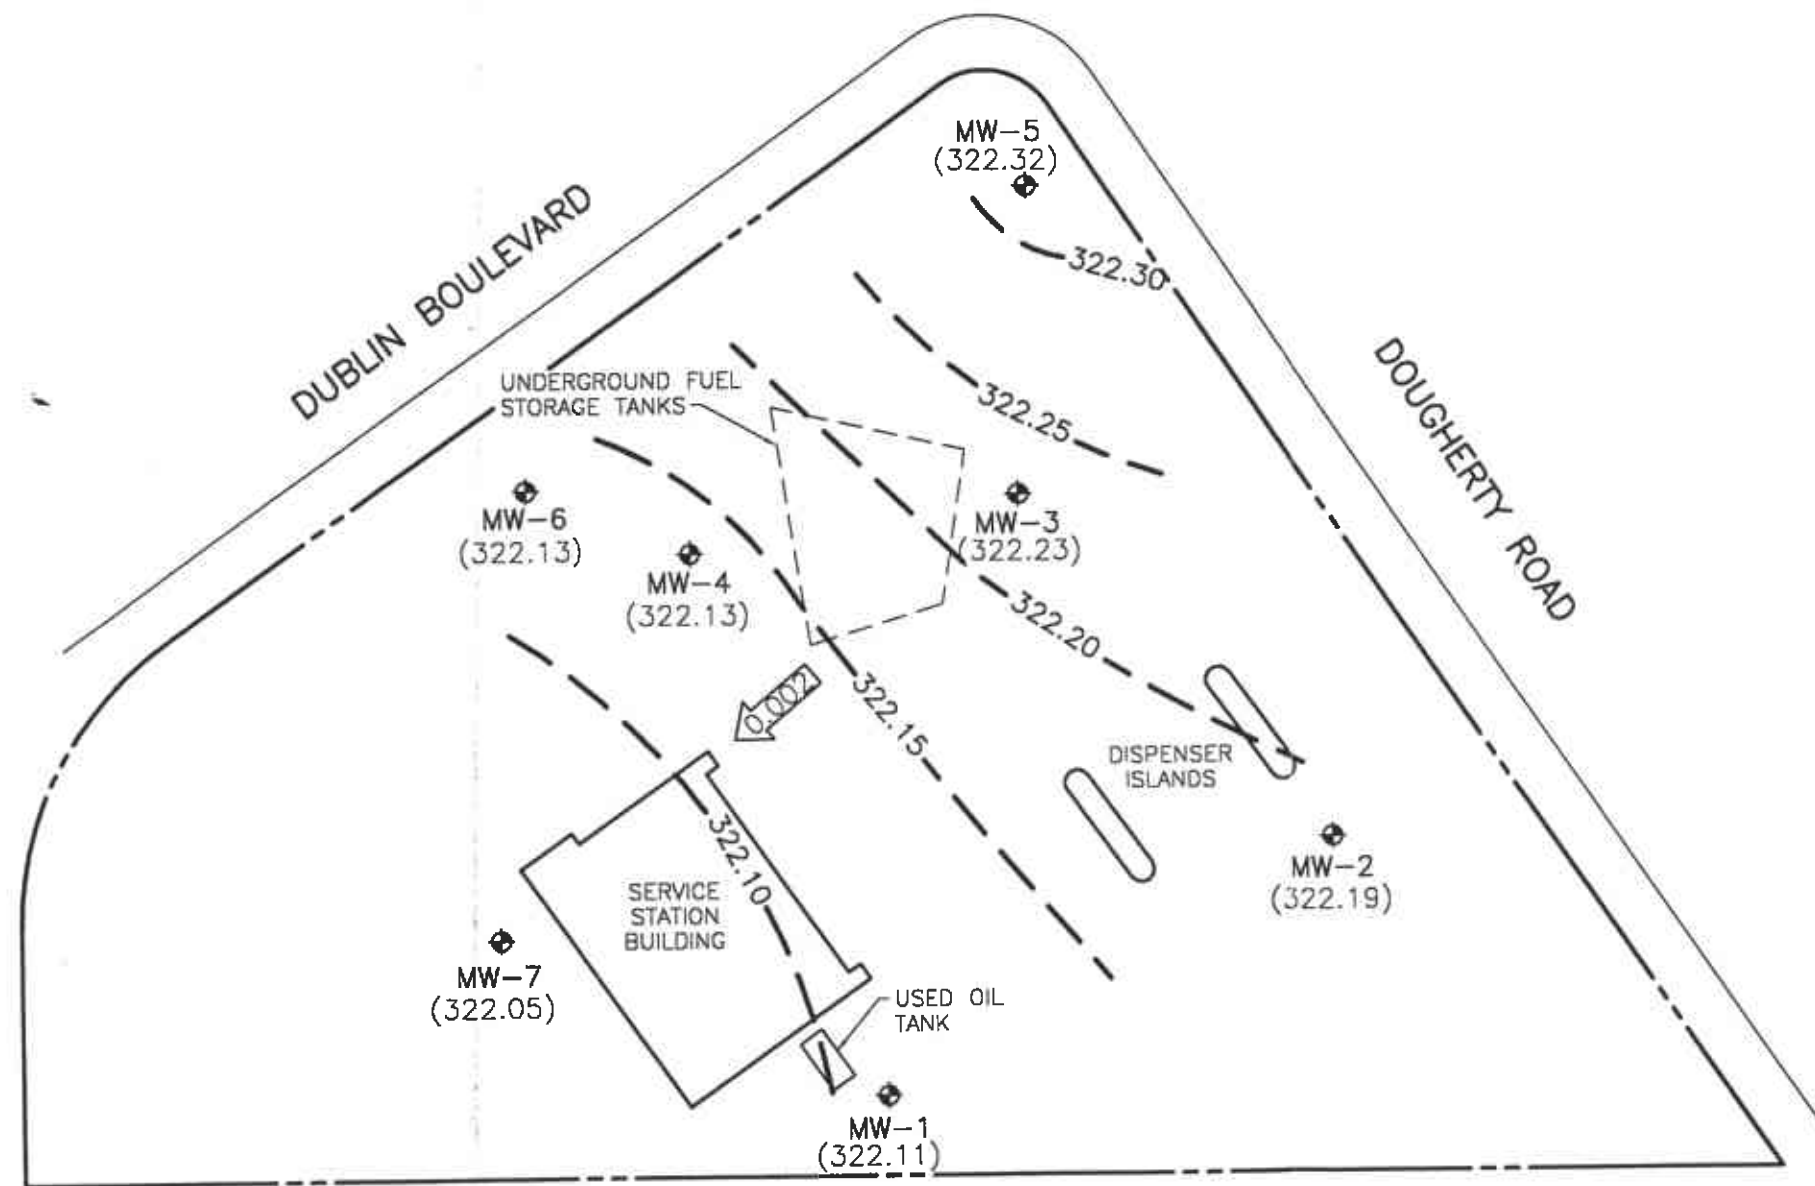 MW-5
(322.32)
DUBLIN BOULEVARD
322.30
DOUGHERTY ROAD
UNDERGROUND FUEL
STORAGE TANKS
322.25
MW-6
(322.13)
MW-3
(322.23)
MW-4
(322.13)
322.20
0.002
322.15
DISPENSER
ISLANDS
322.10
MW-2
(322.19)
SERVICE
STATION
BUILDING
MW-7
(322.05)
USED OIL
TANK
MW-1
(322.11)